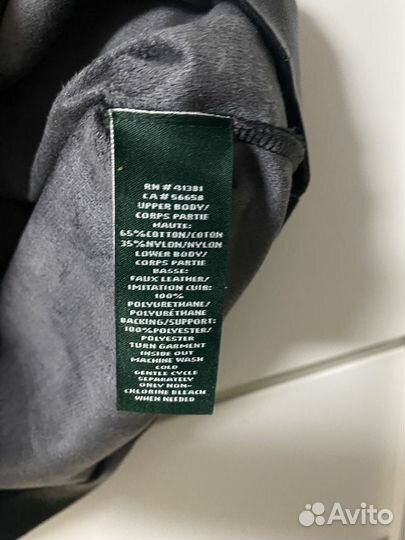 RN # 41381
CA # 56658
UPPER BODY/
CORPS PARTIE
HAUTE:
65%COTTON/COTON
35%NYLON/NYLON
LOWER BODY/
CORPS PARTIE
BASSE:
FAUX LEATHER/
IMITATION CUIR:
100%
POLYURETHANE/
POLYURÉTHANE
BACKING/SUPPORT:
100%POLYESTER/
POLYESTER
TURN GARMENT
INSIDE OUT
MACHINE WASH
COLD
GENTLE CYCLE
SEPARATELY
ONLY NON-
CHLORINE BLEACH
WHEN NEEDED
Avito